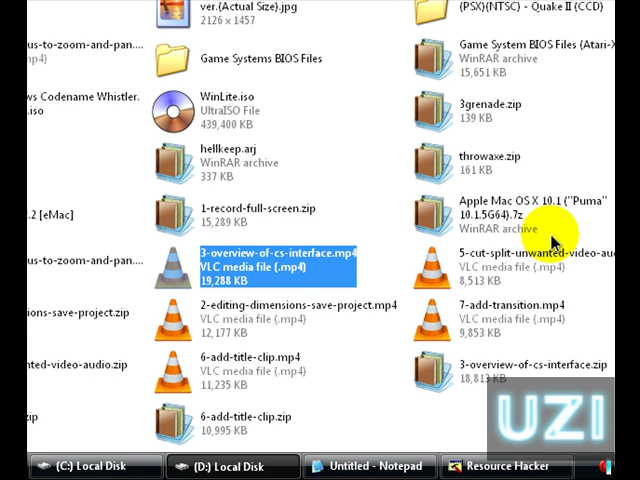 ver.{Actual Size}.jpg
2126 x 1457
{PSX}{NTSC} - Quake II {CCD}
us-to-zoom-and-pan....
mp4)
Game Systems BIOS Files
Game System BIOS Files {Atari-X
WinRAR archive
15,651 KB
ws Codename Whistler.
.iso
WinLite.iso
UltraISO File
439,400 KB
3grenade.zip
139 KB
hellkeep.arj
WinRAR archive
337 KB
throwaxe.zip
161 KB
.2 [eMac]
1-record-full-screen.zip
15,289 KB
Apple Mac OS X 10.1 {"Puma"
10.1.5G64}.7z
WinRAR archive
us-to-zoom-and-pan....
3-overview-of-cs-interface.mp4
VLC media file (.mp4)
19,288 KB
5-cut-split-unwanted-video-au
VLC media file (.mp4)
8,513 KB
nsions-save-project.zip
2-editing-dimensions-save-project.mp4
VLC media file (.mp4)
12,177 KB
7-add-transition.mp4
VLC media file (.mp4)
9,853 KB
nwanted-video-audio.zip
6-add-title-clip.mp4
VLC media file (.mp4)
11,235 KB
3-overview-of-cs-interface.zip
18,813 KB
zip
6-add-title-clip.zip
10,995 KB
UZI
(C:) Local Disk
(D:) Local Disk
Untitled - Notepad
Resource Hacker